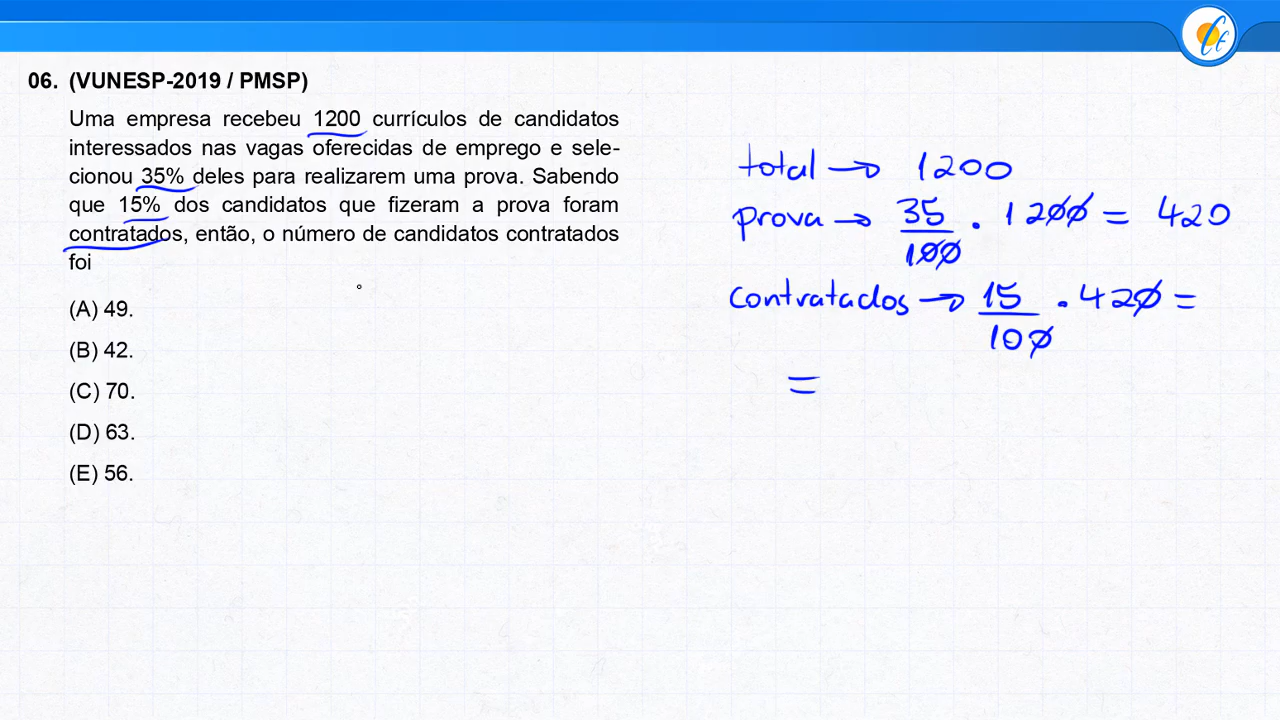 06. (VUNESP-2019 / PMSP)
Uma empresa recebeu 1200 currículos de candidatos
interessados nas vagas oferecidas de emprego e sele-
cionou 35% deles para realizarem uma prova. Sabendo
que 15% dos candidatos que fizeram a prova foram
contratados, então, o número de candidatos contratados
foi
(A) 49.
(B) 42.
(C) 70.
(D) 63.
(E) 56.
total → 1200
prova → 35/100 . 1200 = 420
contratados → 15/100 . 420 =
=